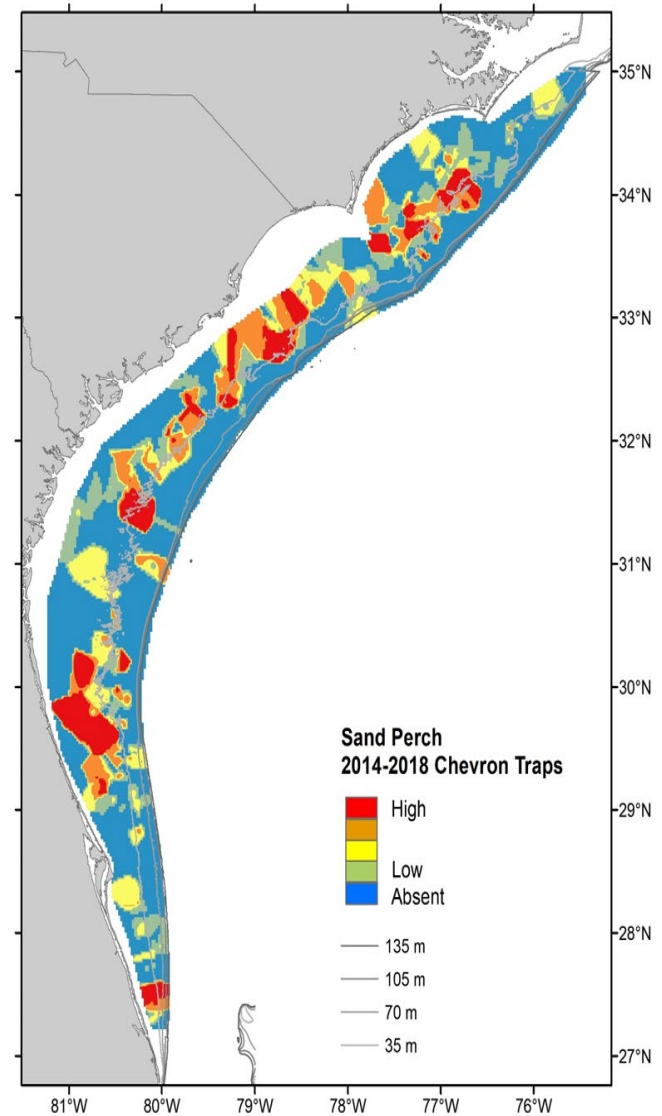 35°N
34°N
33°N
32°N
31°N
30°N
Sand Perch
2014-2018 Chevron Traps
High
29°N
Low
Absent
28°N
135 m
105 m
70 m
35 m
27°N
81°W 80°W 79°W 78°W 77°W 76°W